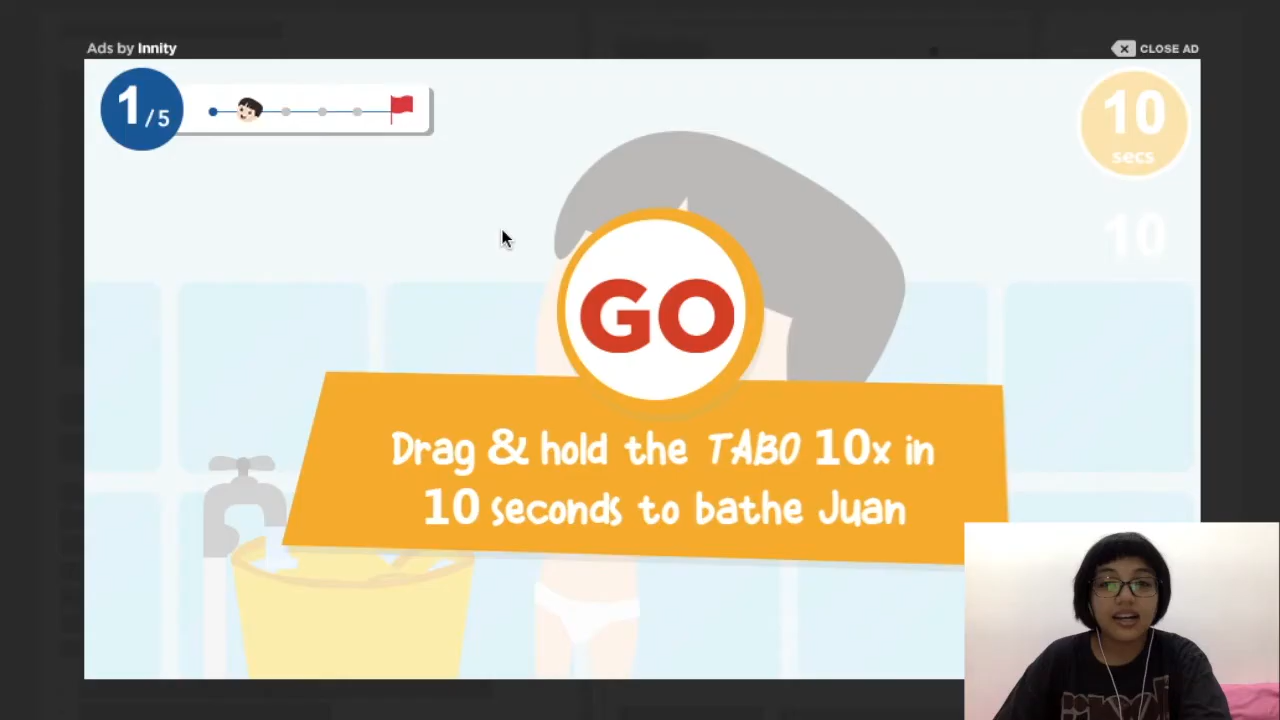 Ads by Innity
CLOSE AD
1/5
10
secs
10
GO
Drag & hold the TABO 10x in
10 seconds to bathe Juan